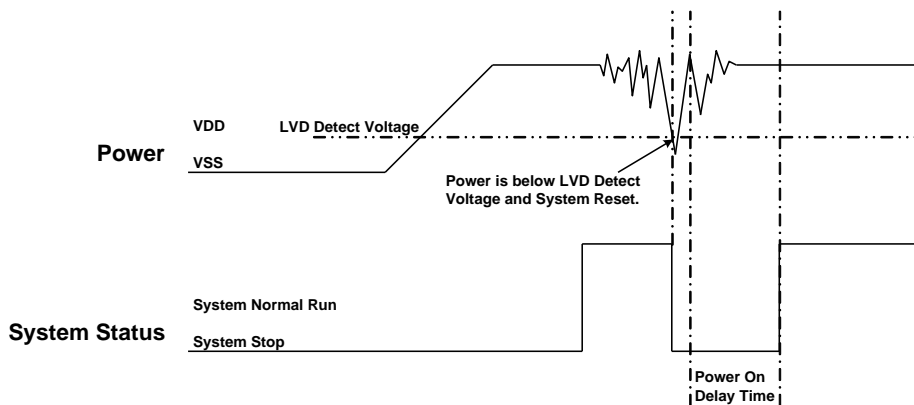 VDD
LVD Detect Voltage
Power
VSS
Power is below LVD Detect
Voltage and System Reset.
System Normal Run
System Status
System Stop
Power On
Delay Time